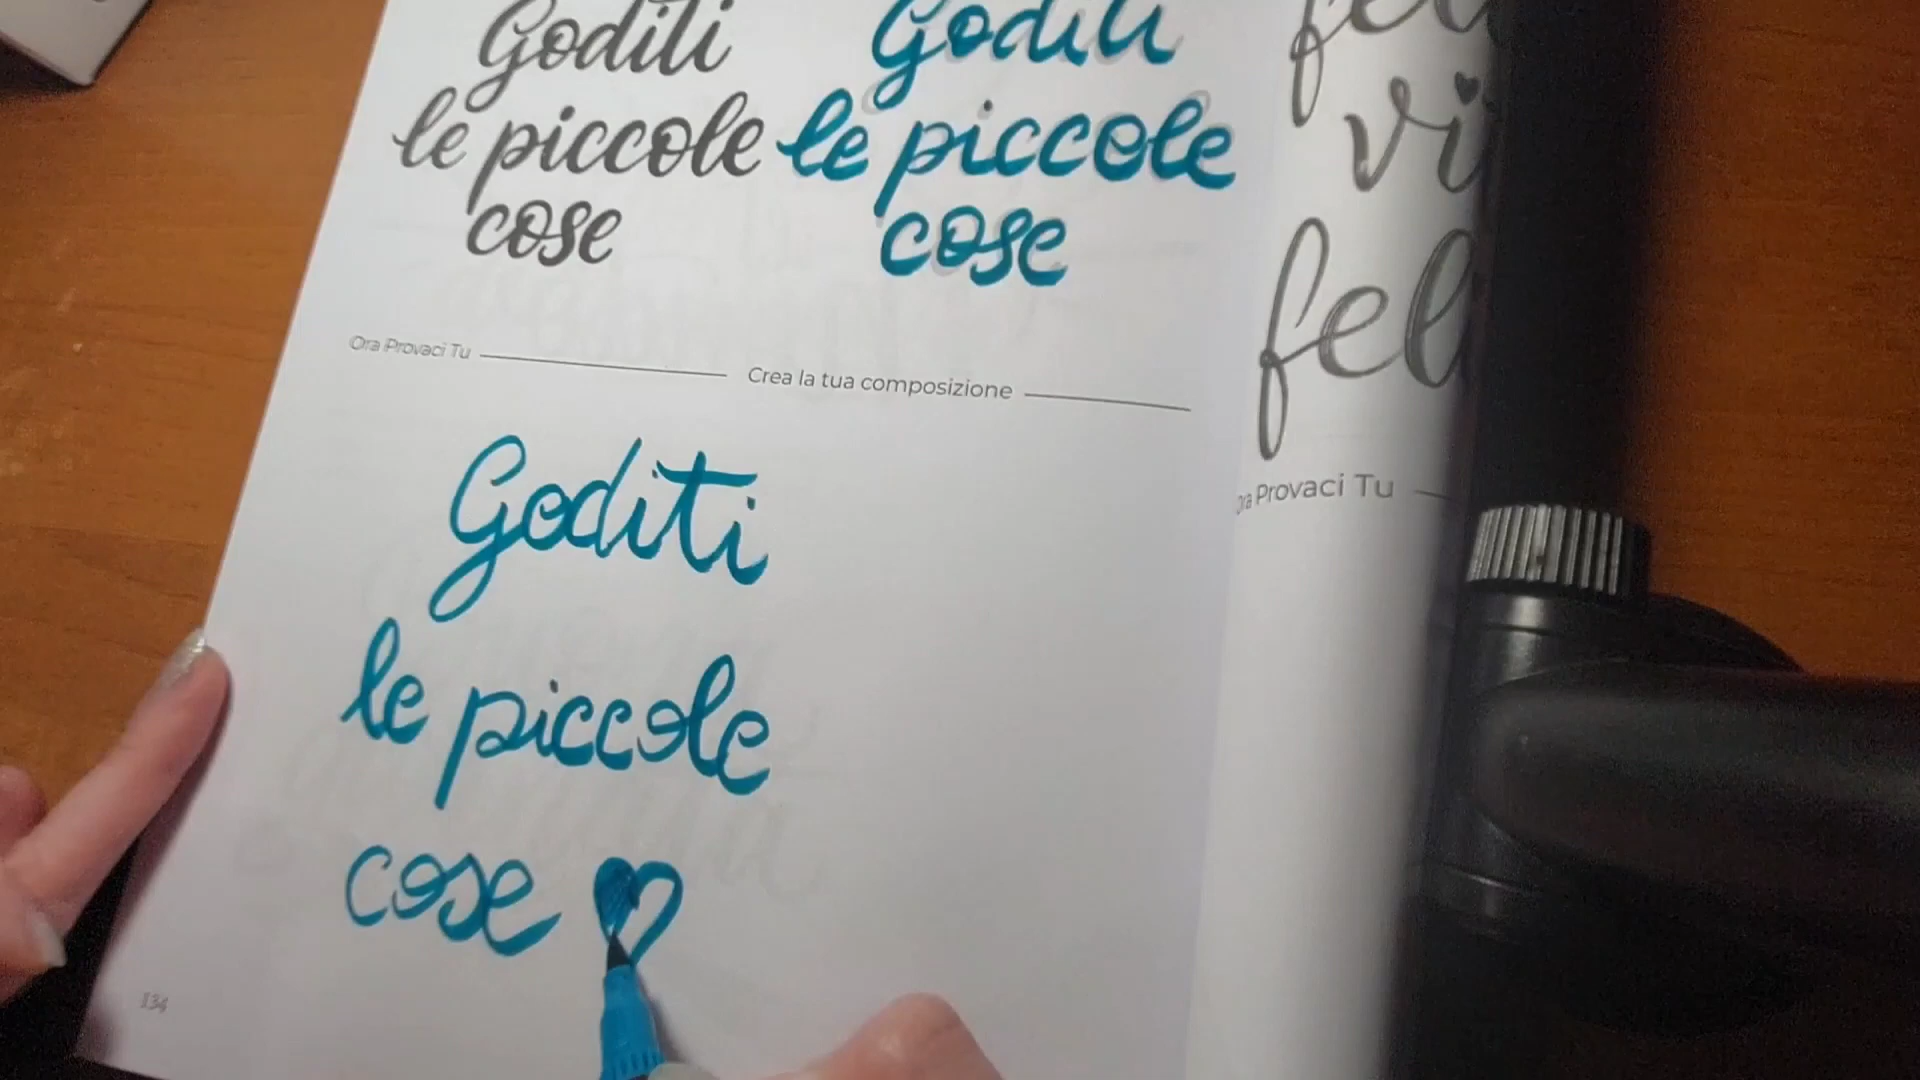 Goditi
le piccole
cose
Goditi
le piccole
cose
Ora Provaci Tu
Crea la tua composizione
Goditi
le piccole
cose
134
Ora Provaci Tu